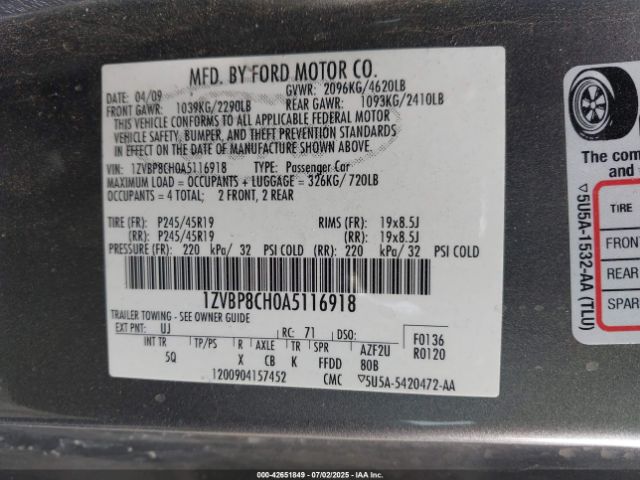 MFD. BY FORD MOTOR CO.
DATE: 04/09 GVWR: 2096KG/4620LB
FRONT GAWR: 1039KG/2290LB REAR GAWR: 1093KG/2410LB
THIS VEHICLE CONFORMS TO ALL APPLICABLE FEDERAL MOTOR
VEHICLE SAFETY, BUMPER, AND THEFT PREVENTION STANDARDS
IN EFFECT ON THE DATE OF MANUFACTURE SHOWN ABOVE.
VIN: 1ZVBP8CH0A5116918 TYPE: Passenger Car
MAXIMUM LOAD = OCCUPANTS + LUGGAGE = 326KG/720LB
OCCUPANTS = 4 TOTAL; 2 FRONT, 2 REAR
TIRE (FR): P245/45R19 RIMS (FR): 19x8.5J
(RR): P245/45R19 (RR): 19x8.5J
PRESSURE (FR): 220 kPa/ 32 PSI COLD (RR): 220 kPa/ 32 PSI COLD
1ZVBP8CH0A5116918
TRAILER TOWING - SEE OWNER GUIDE
EXT PNT: UJ RC: 71 DSO: F0136
INT TR TP/PS R AXLE TR SPR AZF2U R0120
5Q X CB K FFDD 80B
1200904157452 CMC ▽5U5A-5420472-AA
The com
and
TIRE
FRONT
REAR
SPAR
▽5U5A-1532-AA (TLU)
000-42651849 07/02/2025 IAA Inc.